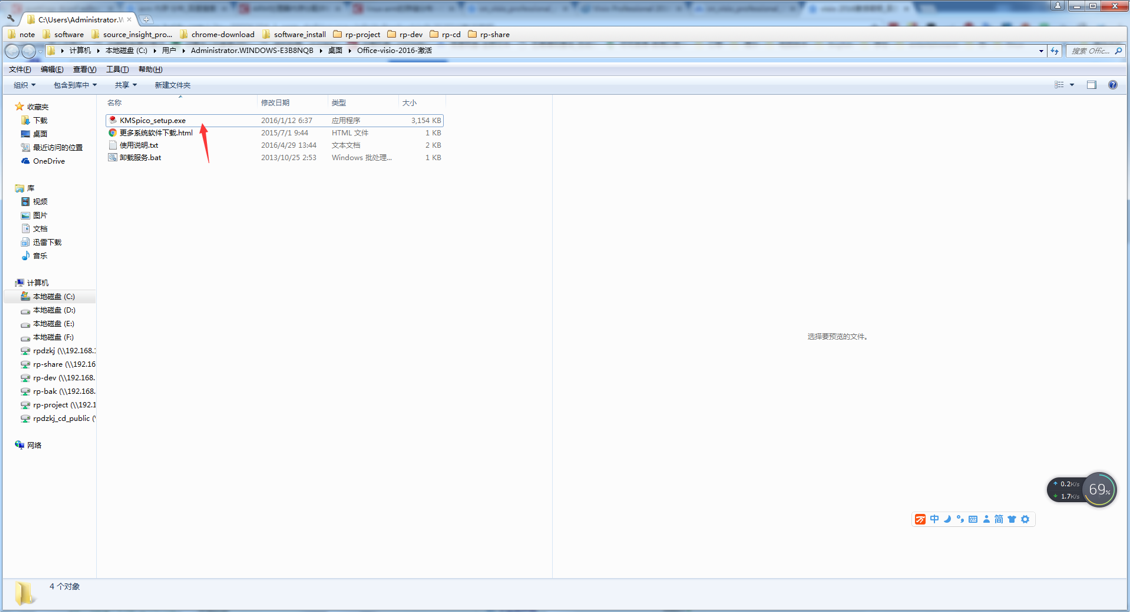 C:\Users\Administrator.W
note software source_insight_pro... chrome-download software_install rp-project rp-dev rp-cd rp-share
计算机 本地磁盘 (C:) 用户 Administrator.WINDOWS-E3B8NQB 桌面 Office-visio-2016-激活 搜索 Offic...
文件(F) 编辑(E) 查看(V) 工具(T) 帮助(H)
组织 包含到库中 共享 新建文件夹
名称 修改日期 类型 大小
KMSpico_setup.exe 2016/1/12 6:37 应用程序 3,154 KB
更多系统软件下载.html 2015/7/1 9:44 HTML 文件 1 KB
使用说明.txt 2016/4/29 13:44 文本文档 2 KB
卸载服务.bat 2013/10/25 2:53 Windows 批处理... 1 KB
收藏夹
下载
桌面
最近访问的位置
OneDrive
库
视频
图片
文档
迅雷下载
音乐
计算机
本地磁盘 (C:)
本地磁盘 (D:)
本地磁盘 (E:)
本地磁盘 (F:)
rpdzkj (\\192.168.
rp-share (\\192.16
rp-dev (\\192.168.
rp-bak (\\192.168.
rp-project (\\192.1
rpdzkj_cd_public (
网络
选择要预览的文件。
0.2K/s
1.7K/s
69%
中 简
4 个对象